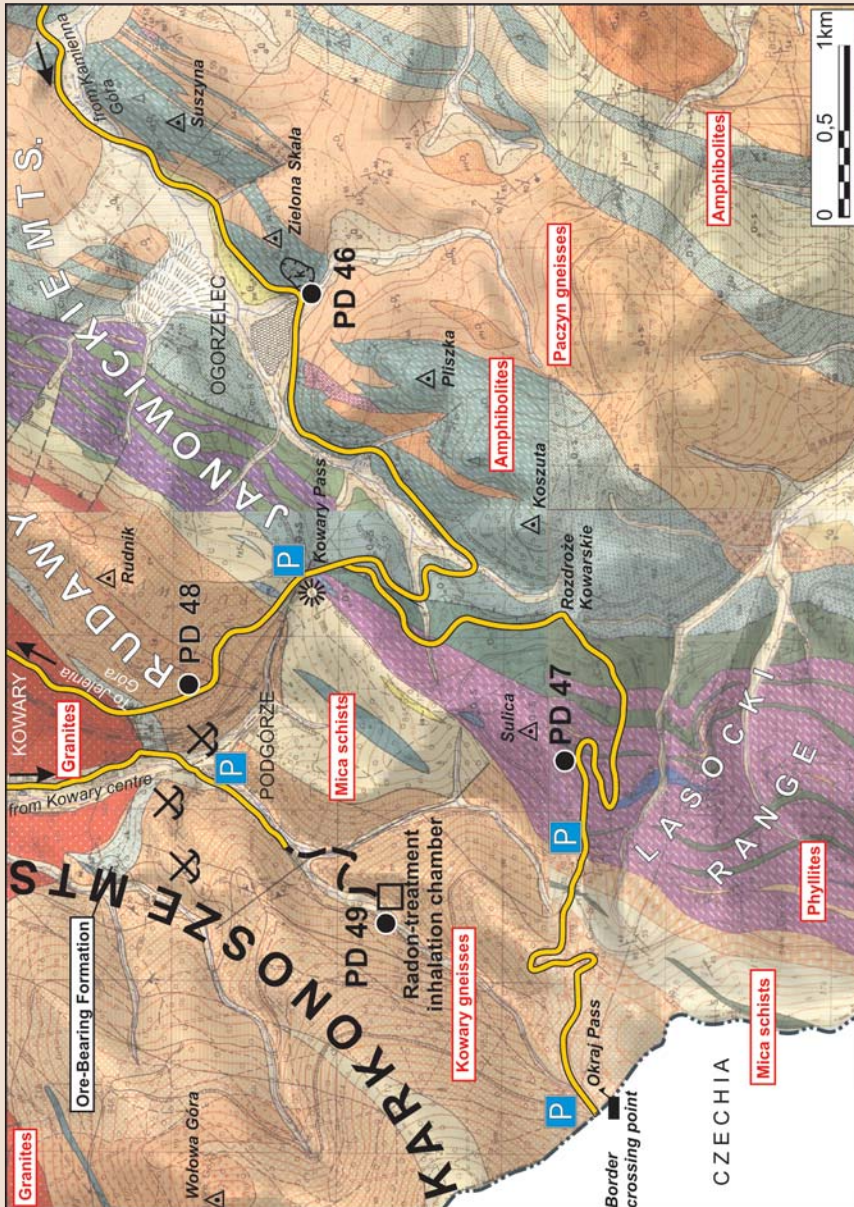 Granites
Ore-Bearing Formation
Wołowa Góra
KARKONOSZE MTS
from Kowary centre
KOWARY
Granites
to Jelenia
Góra
RUDAWY JANOWICKIE MTS.
from Kamienna
Góra
Suszyna
Zielona Skała
OGORZELEC
k
PD 46
Rudnik
PD 48
P
Kowary Pass
P
PODGÓRZE
Mica schists
PD 49
Radon-treatment
inhalation chamber
Kowary gneisses
Pliszka
Amphibolites
Koszuta
Paczyn gneisses
Rozdroże
Kowarskie
Sulica
PD 47
P
P
Okraj Pass
Border
crossing point
CZECHIA
Mica schists
LASOCKI
RANGE
Phyllites
Amphibolites
0
0,5
1km